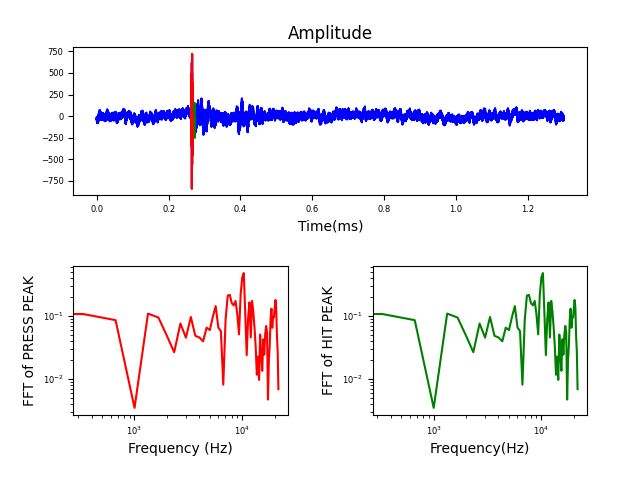 Amplitude
750
500
250
0
−250
−500
−750
0.0 0.2 0.4 0.6 0.8 1.0 1.2
Time(ms)
FFT of PRESS PEAK
10⁻¹
10⁻²
10³ 10⁴
Frequency (Hz)
FFT of HIT PEAK
10⁻¹
10⁻²
10³ 10⁴
Frequency(Hz)